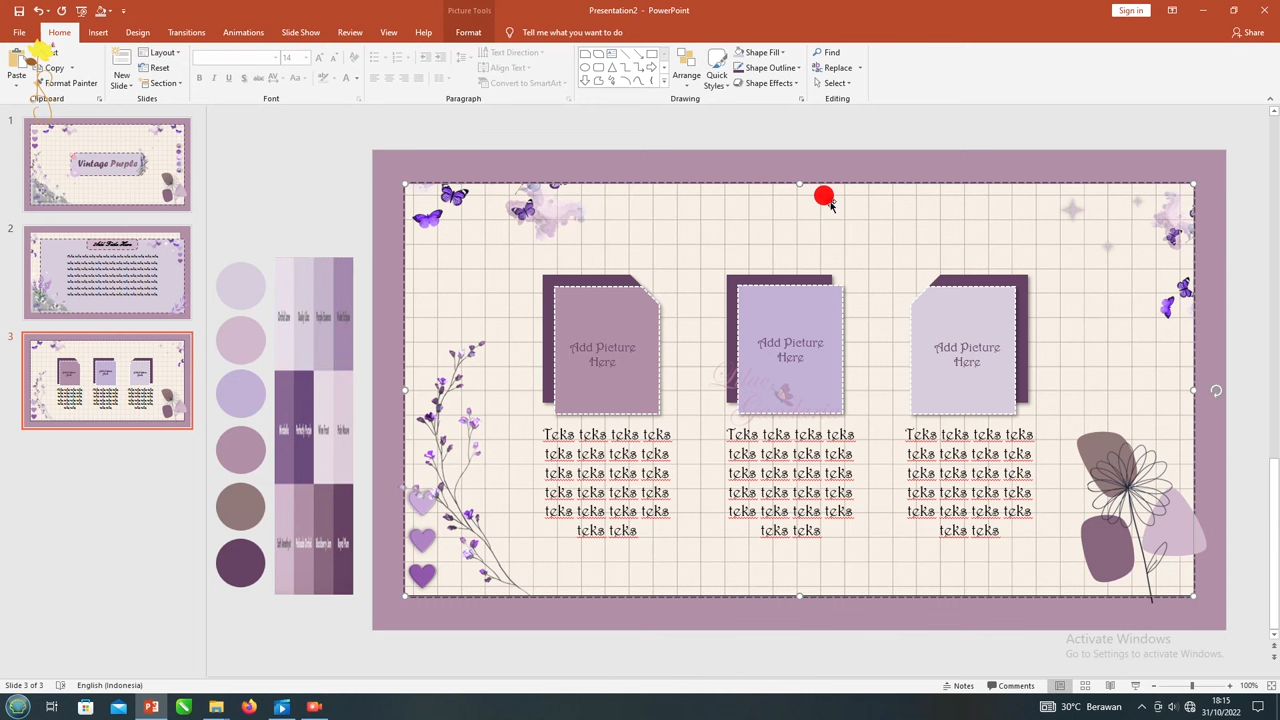 Picture Tools
Presentation2 - PowerPoint
Sign in
File Home Insert Design Transitions Animations Slide Show Review View Help Format Tell me what you want to do
Share
Paste
Copy
Format Painter
Clipboard
New Slide
Layout
Reset
Section
Slides
14
Font
Text Direction
Align Text
Convert to SmartArt
Paragraph
Arrange
Quick Styles
Shape Fill
Shape Outline
Shape Effects
Drawing
Find
Replace
Select
Editing
1
Vintage Purple
2
Add Title Here
3
Add Picture
Here
Add Picture
Here
Add Picture
Here
Teks teks teks teks
teks teks teks teks
teks teks teks teks
teks teks teks teks
teks teks teks teks
teks teks
Teks teks teks teks
teks teks teks teks
teks teks teks teks
teks teks teks teks
teks teks teks teks
teks teks
Teks teks teks teks
teks teks teks teks
teks teks teks teks
teks teks teks teks
teks teks teks teks
teks teks
Activate Windows
Go to Settings to activate Windows.
Slide 3 of 3
English (Indonesia)
Notes
Comments
100%
30°C Berawan
18:15
31/10/2022